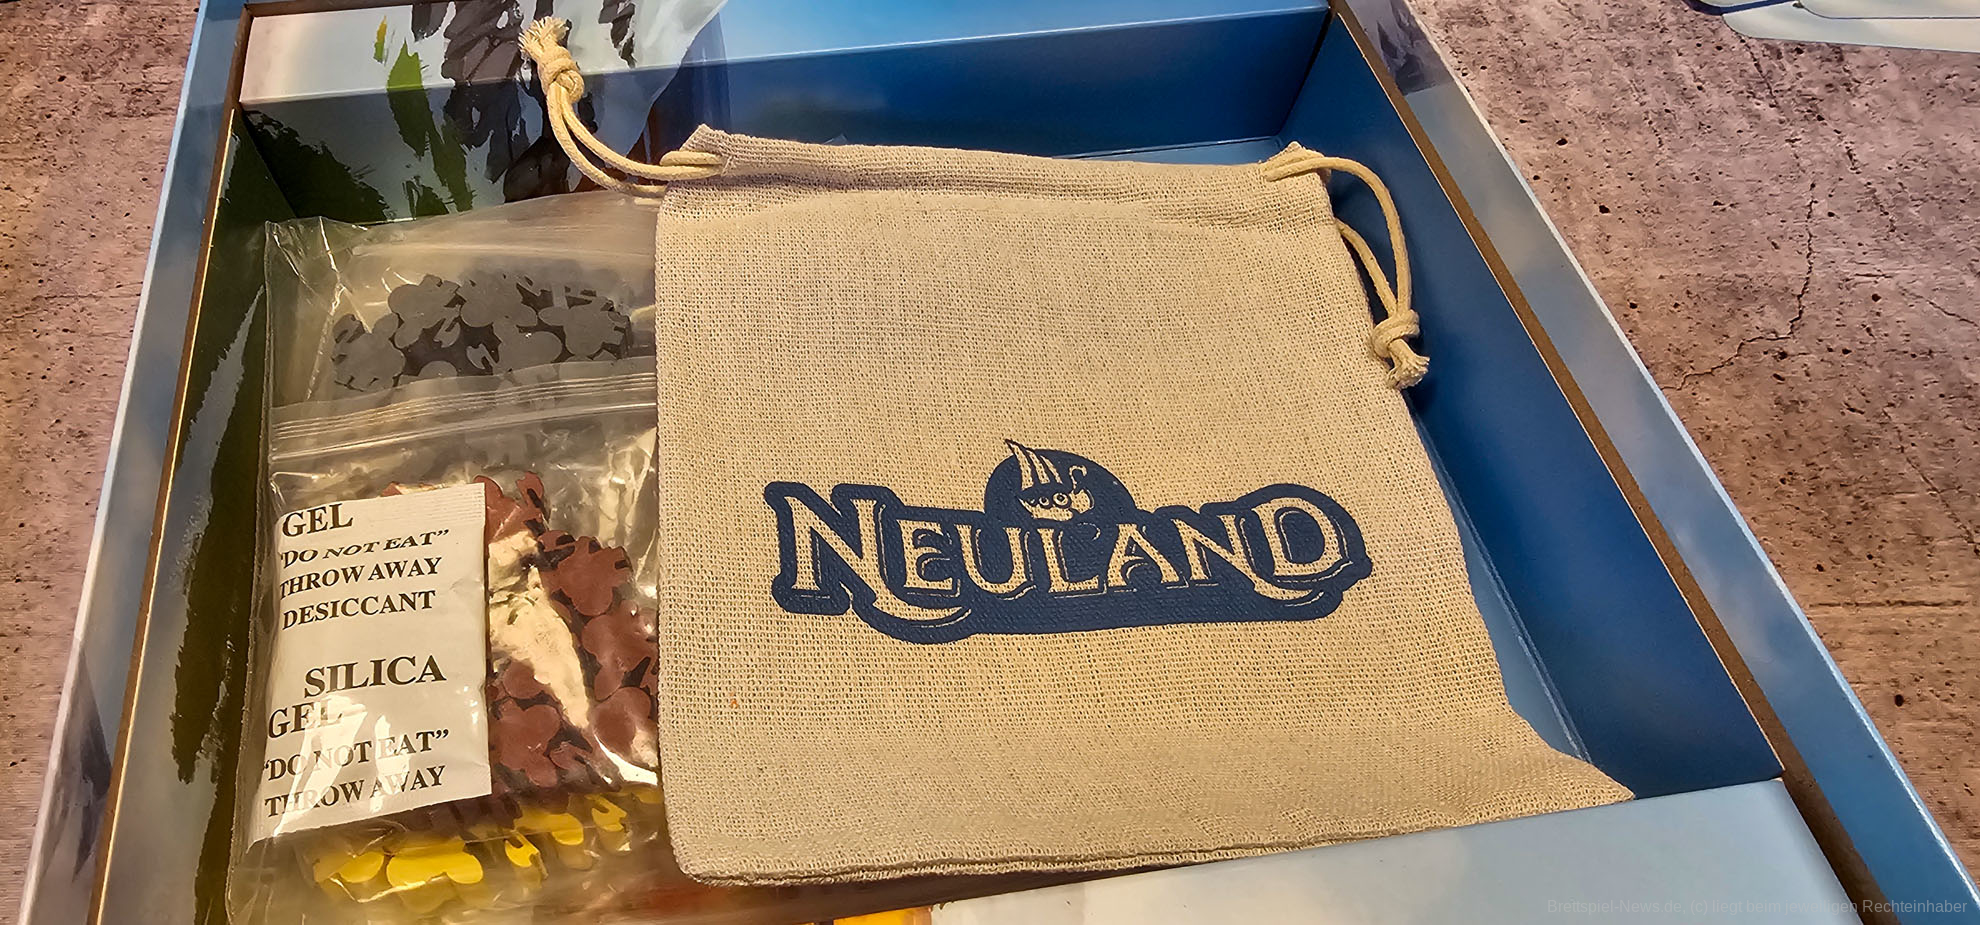 GEL
"DO NOT EAT"
THROW AWAY
DESICCANT
SILICA
GEL
"DO NOT EAT"
THROW AWAY
NEULAND
Brettspiel-News.de, (c) liegt beim jeweiligen Rechteinhaber